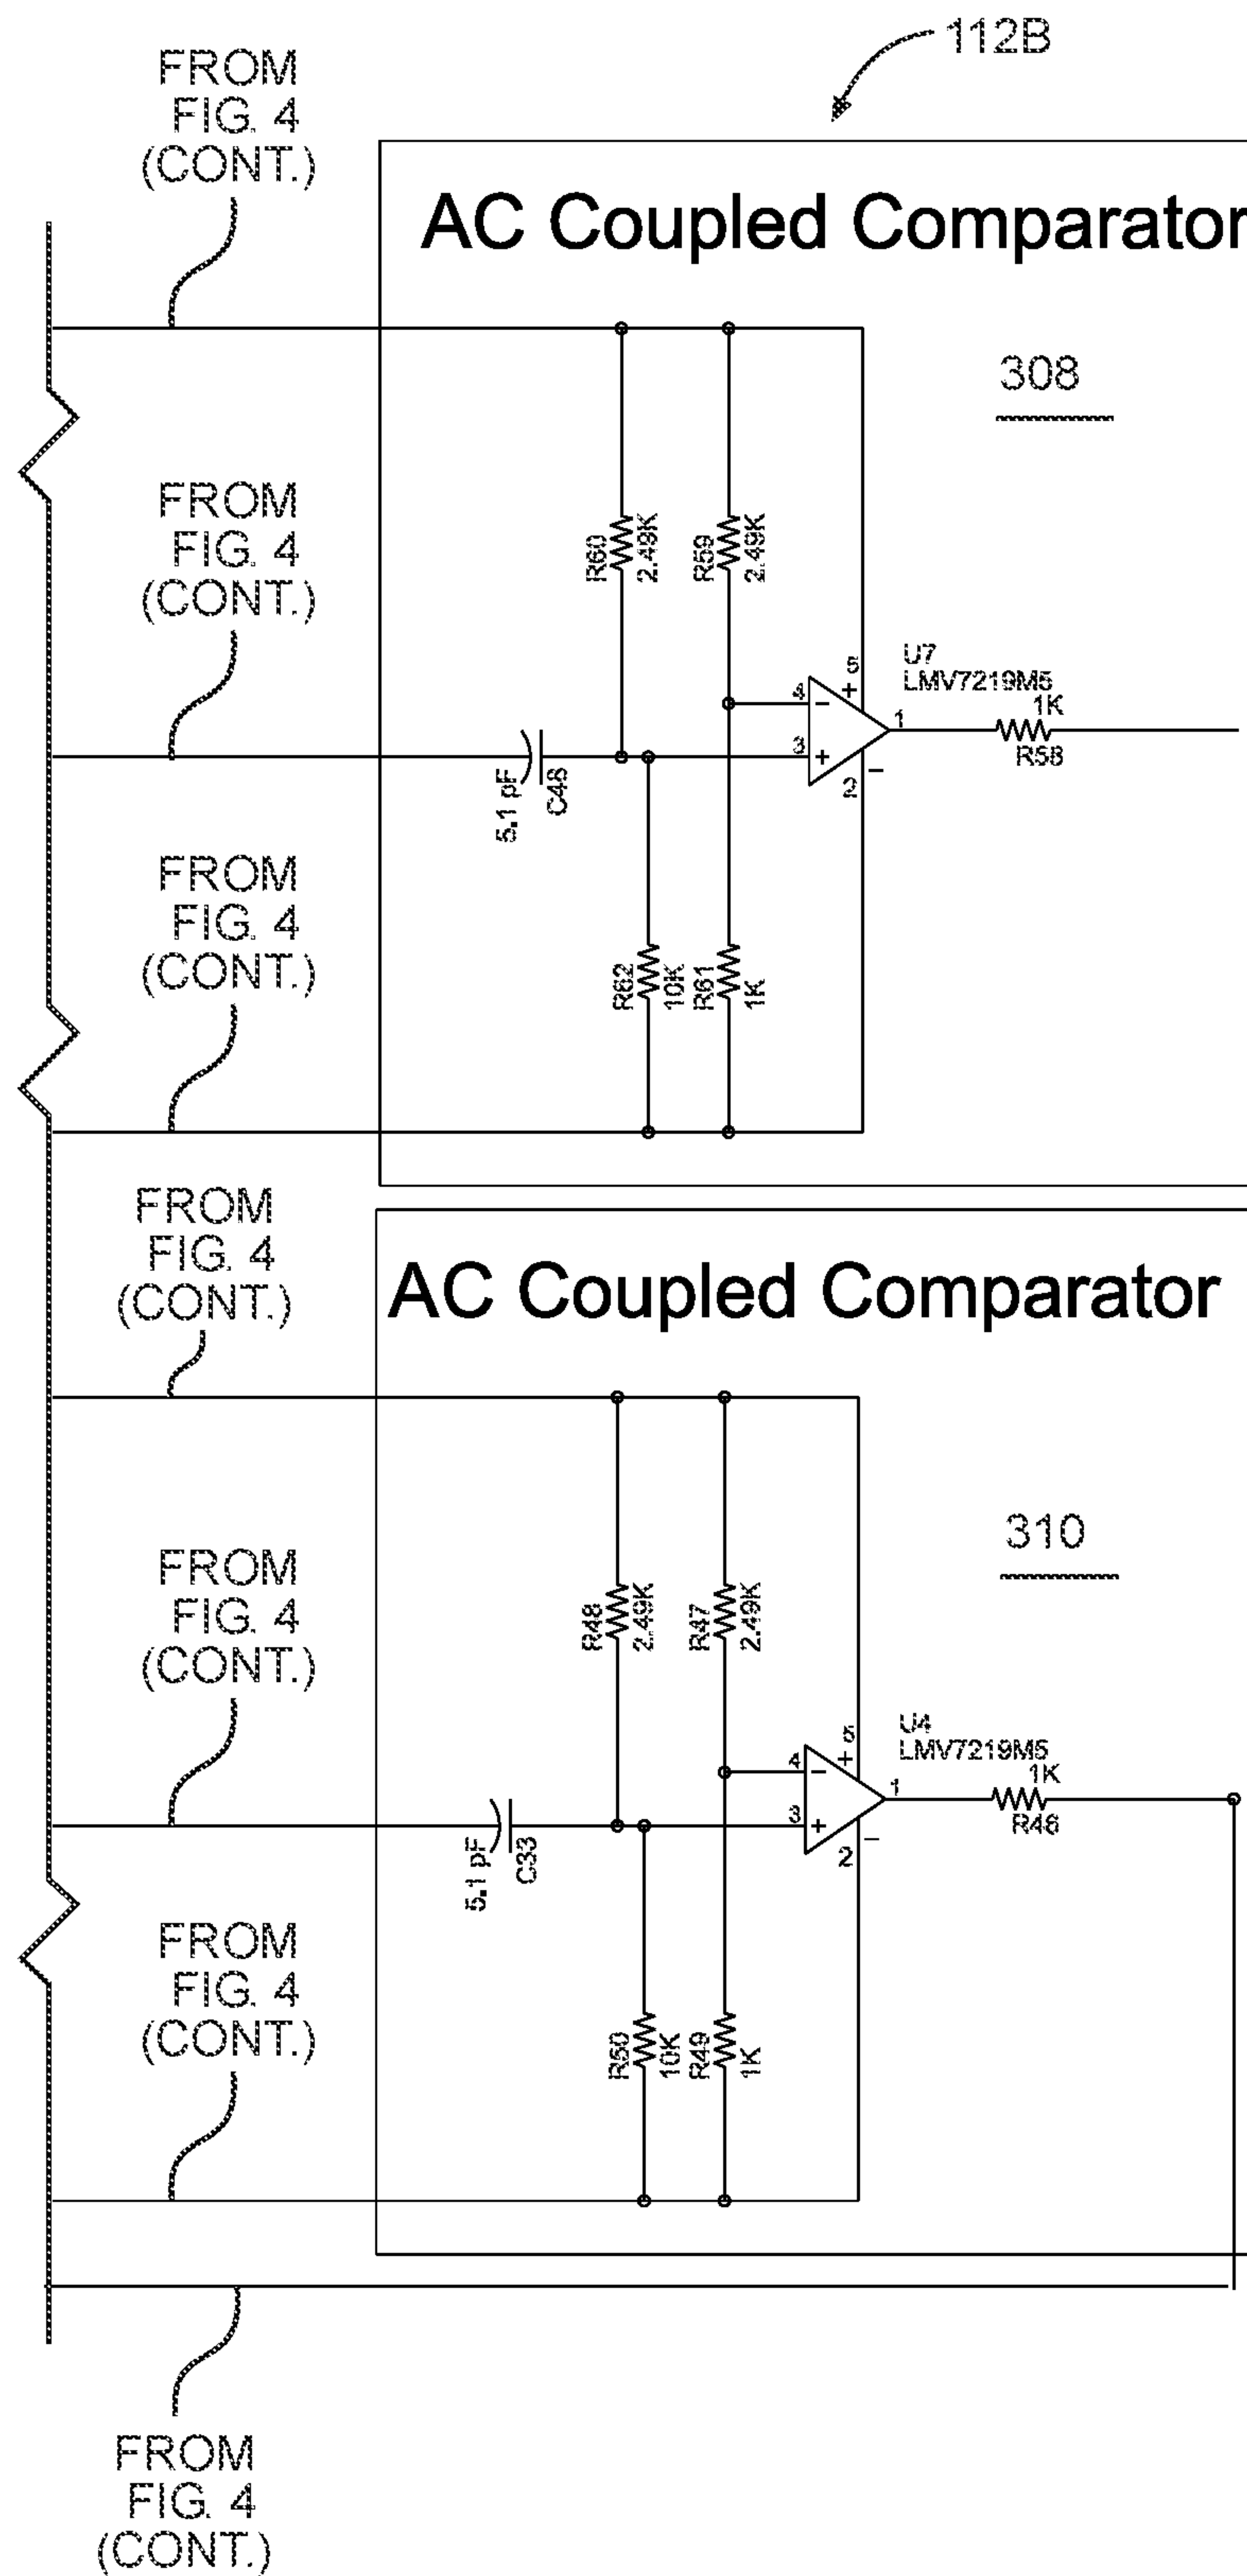 112B
FROM
FIG. 4
(CONT.)
AC Coupled Comparator
308
FROM
FIG. 4
(CONT.)
R60
2.49K
R59
2.49K
U7
LMV7219M5
5
+
4
−
3
+
1
2
−
1K
R58
5.1 pF
C48
FROM
FIG. 4
(CONT.)
R62
10K
R61
1K
FROM
FIG. 4
(CONT.)
AC Coupled Comparator
310
FROM
FIG. 4
(CONT.)
R48
2.49K
R47
2.49K
U4
LMV7219M5
5
+
4
−
3
+
1
2
−
1K
R46
5.1 pF
C33
FROM
FIG. 4
(CONT.)
R50
10K
R49
1K
FROM
FIG. 4
(CONT.)